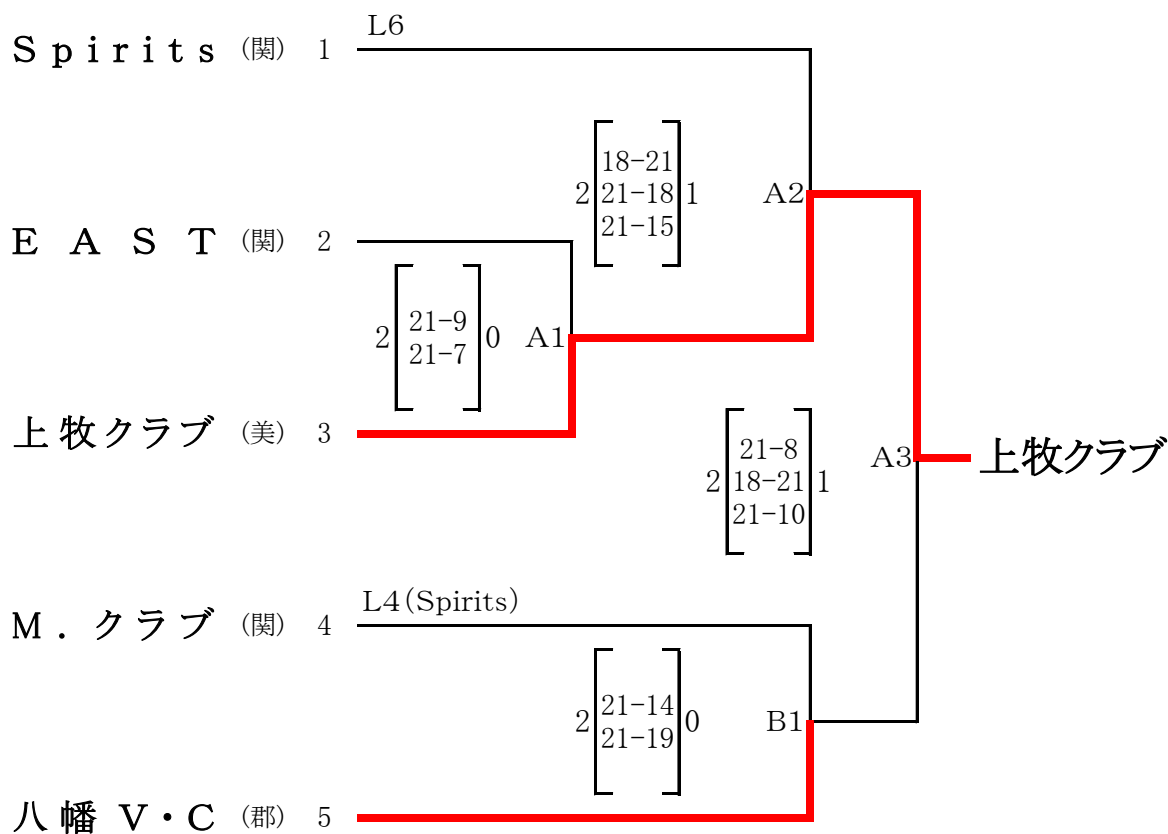 L6
Spirits (関) 1
18-21
2 21-18 1
21-15
A2
EAST (関) 2
21-9
2 0
21-7
A1
上牧クラブ (美) 3
21-8
2 18-21 1
21-10
A3
上牧クラブ
L4(Spirits)
M.クラブ (関) 4
21-14
2 0
21-19
B1
八幡V・C (郡) 5